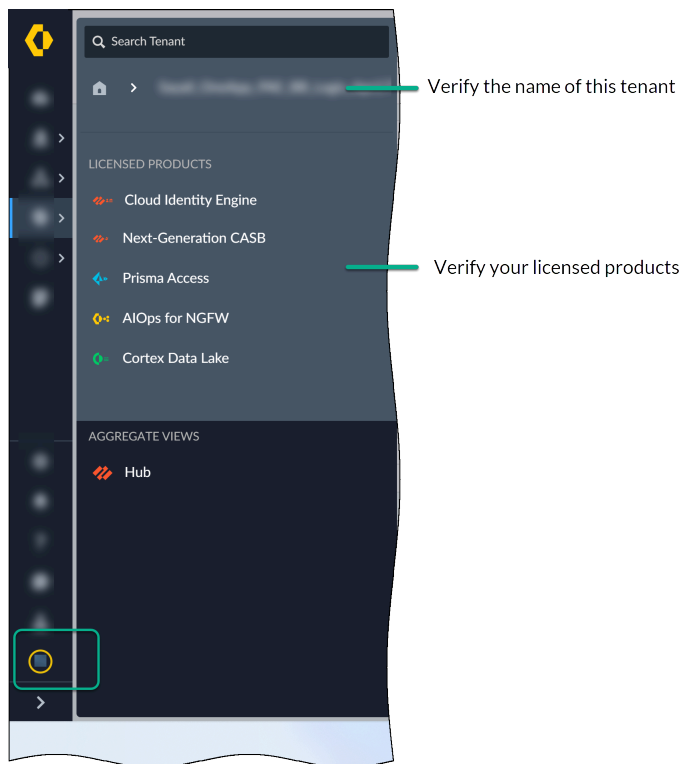 Search Tenant
Verify the name of this tenant
LICENSED PRODUCTS
Cloud Identity Engine
Next-Generation CASB
Verify your licensed products
Prisma Access
AIOps for NGFW
Cortex Data Lake
AGGREGATE VIEWS
Hub